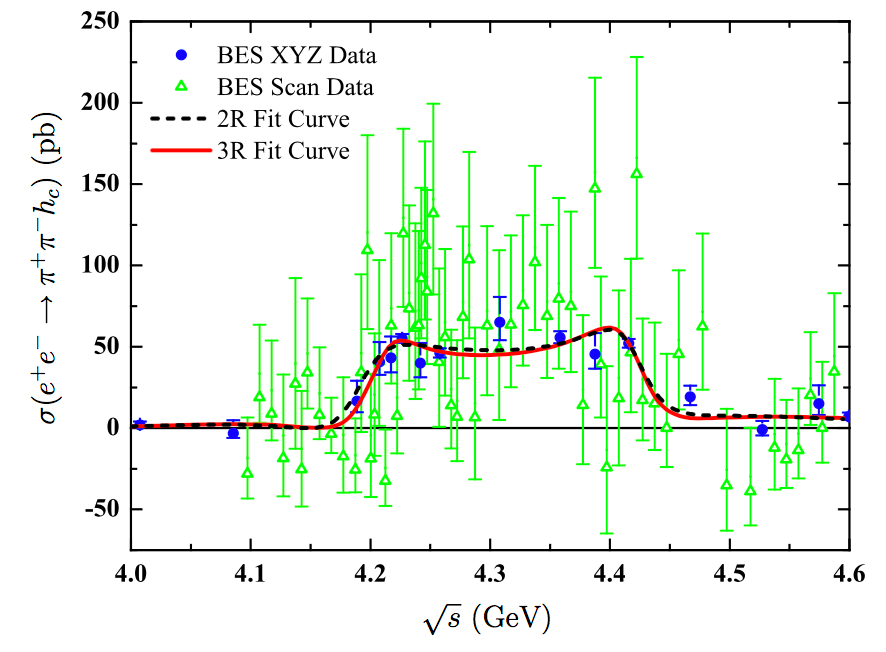 250
200
150
100
50
0
-50
σ(e⁺e⁻ → π⁺π⁻h_c) (pb)
BES XYZ Data
BES Scan Data
2R Fit Curve
3R Fit Curve
4.0 4.1 4.2 4.3 4.4 4.5 4.6
√s (GeV)